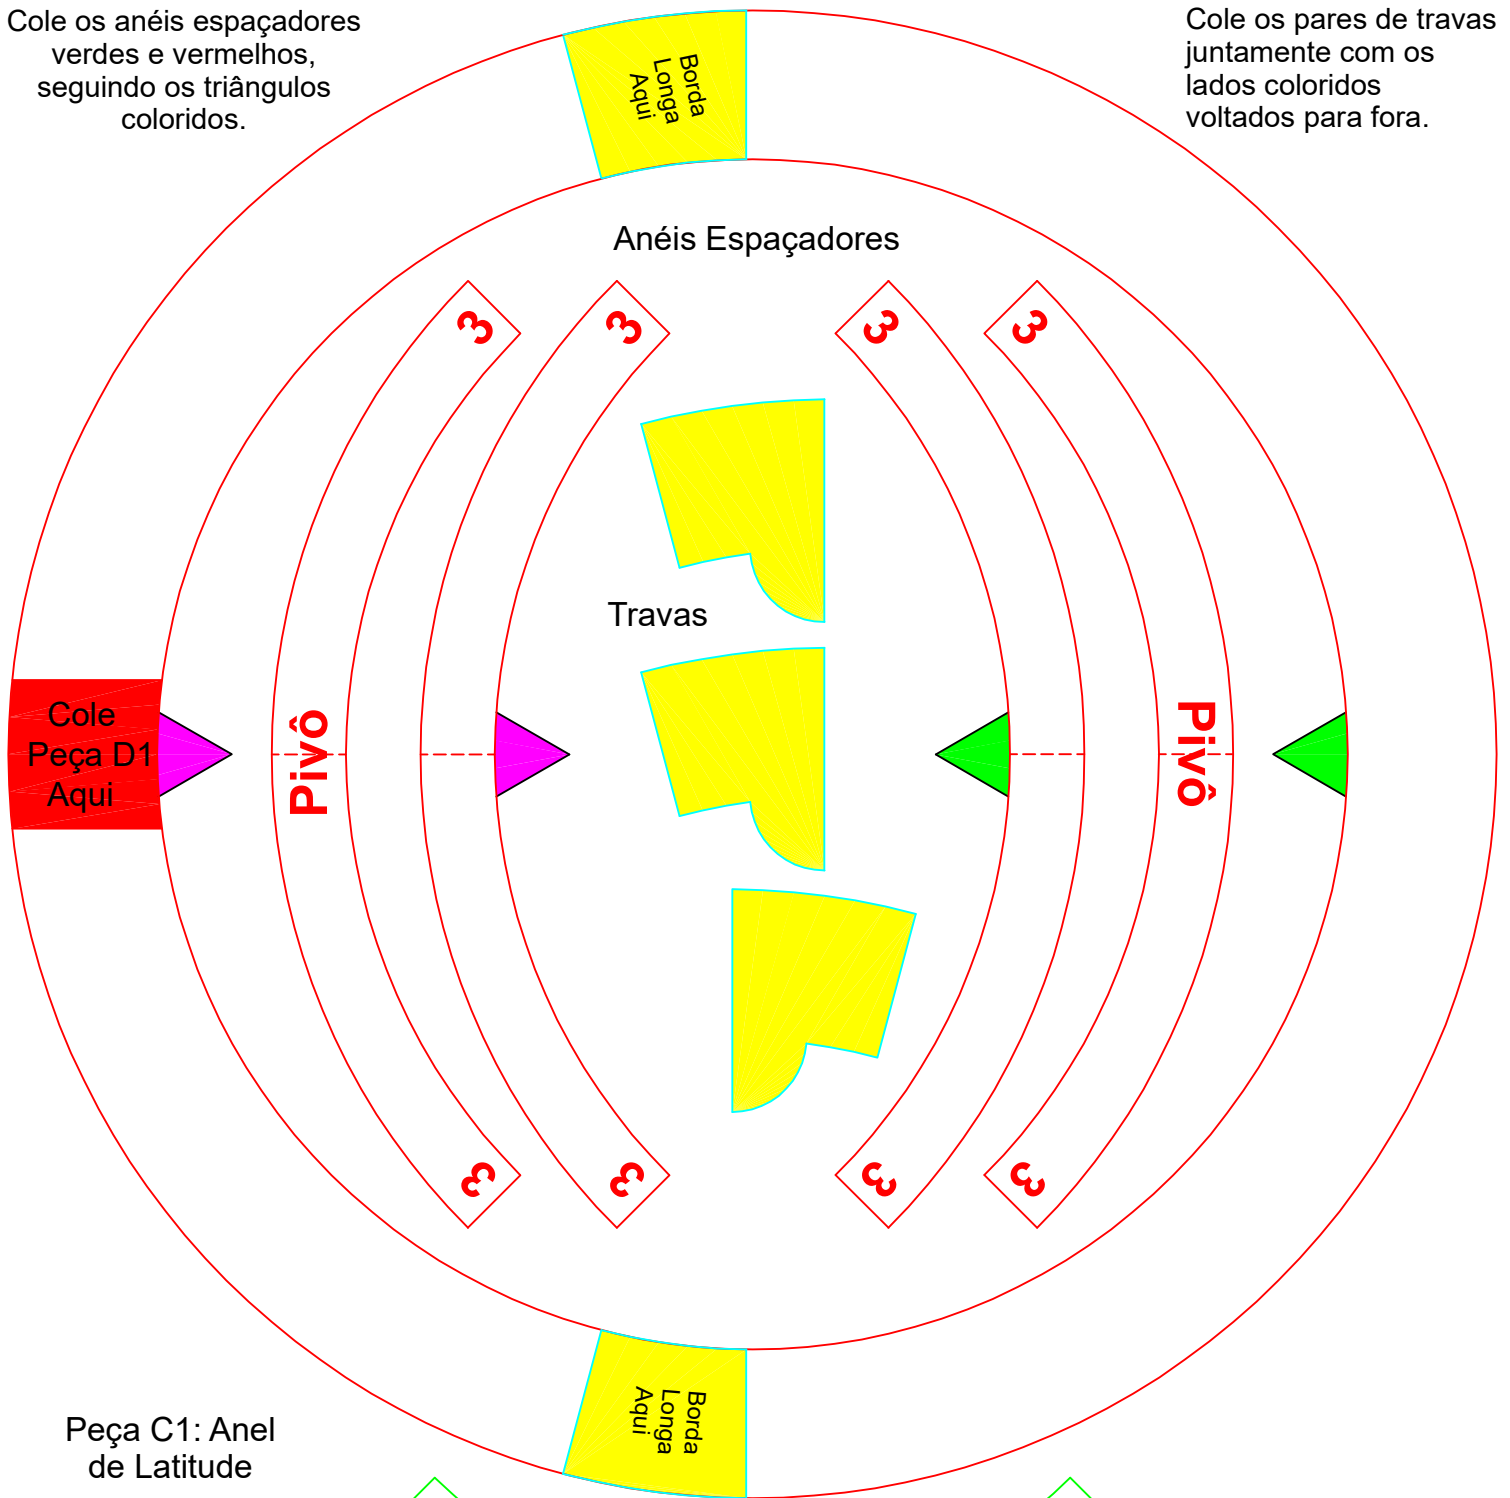 Cole os anéis espaçadores
verdes e vermelhos,
seguindo os triângulos
coloridos.
Cole os pares de travas
juntamente com os
lados coloridos
voltados para fora.
Borda
Longa
Aqui
Anéis Espaçadores
3
3
3
3
Travas
Cole
Peça D1
Aqui
Pivô
Pivô
3
3
3
3
Borda
Longa
Aqui
Peça C1: Anel
de Latitude